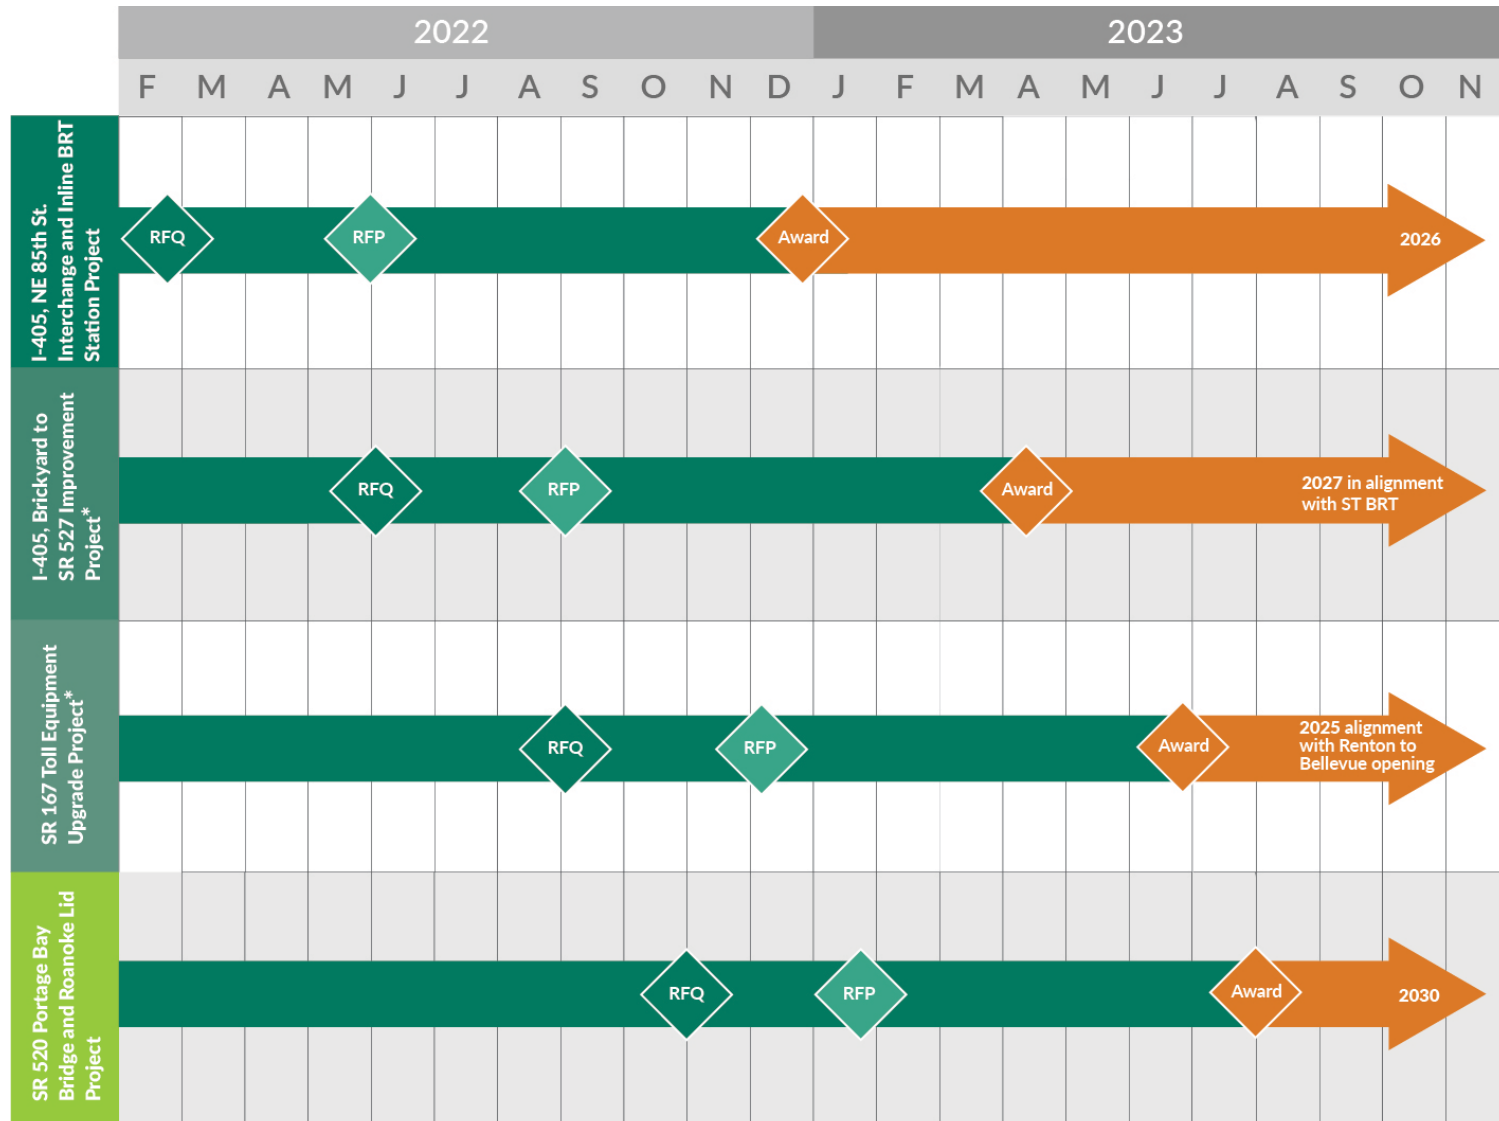 2022 2023
F M A M J J A S O N D J F M A M J J A S O N
I-405, NE 85th St.
Interchange and Inline BRT
Station Project
RFQ
RFP
Award
2026
I-405, Brickyard to
SR 527 Improvement
Project*
RFQ
RFP
Award
2027 in alignment
with ST BRT
SR 167 Toll Equipment
Upgrade Project*
RFQ
RFP
Award
2025 alignment
with Renton to
Bellevue opening
SR 520 Portage Bay
Bridge and Roanoke Lid
Project
RFQ
RFP
Award
2030